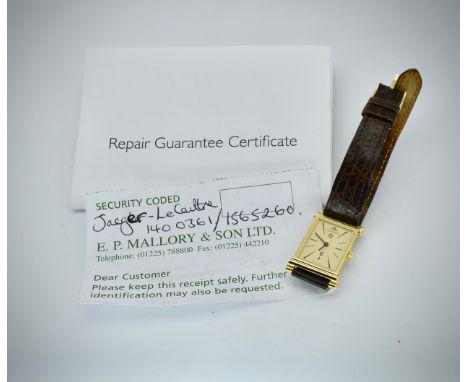 Repair Guarantee Certificate
SECURITY CODED
Jaeger-LeCoultre
140 0361/1565260.
E. P. MALLORY & SON LTD.
Telephone: (01225) 788800 Fax: (01225) 442210
Dear Customer
Please keep this receipt safely. Further
identification may also be requested.